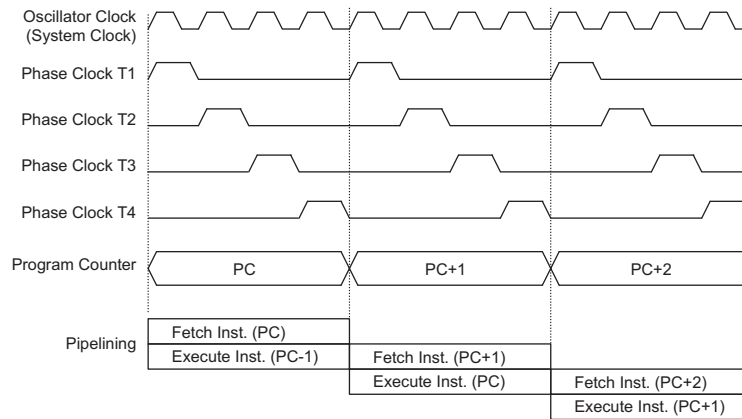 Oscillator Clock
(System Clock)
Phase Clock T1
Phase Clock T2
Phase Clock T3
Phase Clock T4
Program Counter
PC
PC+1
PC+2
Pipelining
Fetch Inst. (PC)
Execute Inst. (PC-1)
Fetch Inst. (PC+1)
Execute Inst. (PC)
Fetch Inst. (PC+2)
Execute Inst. (PC+1)